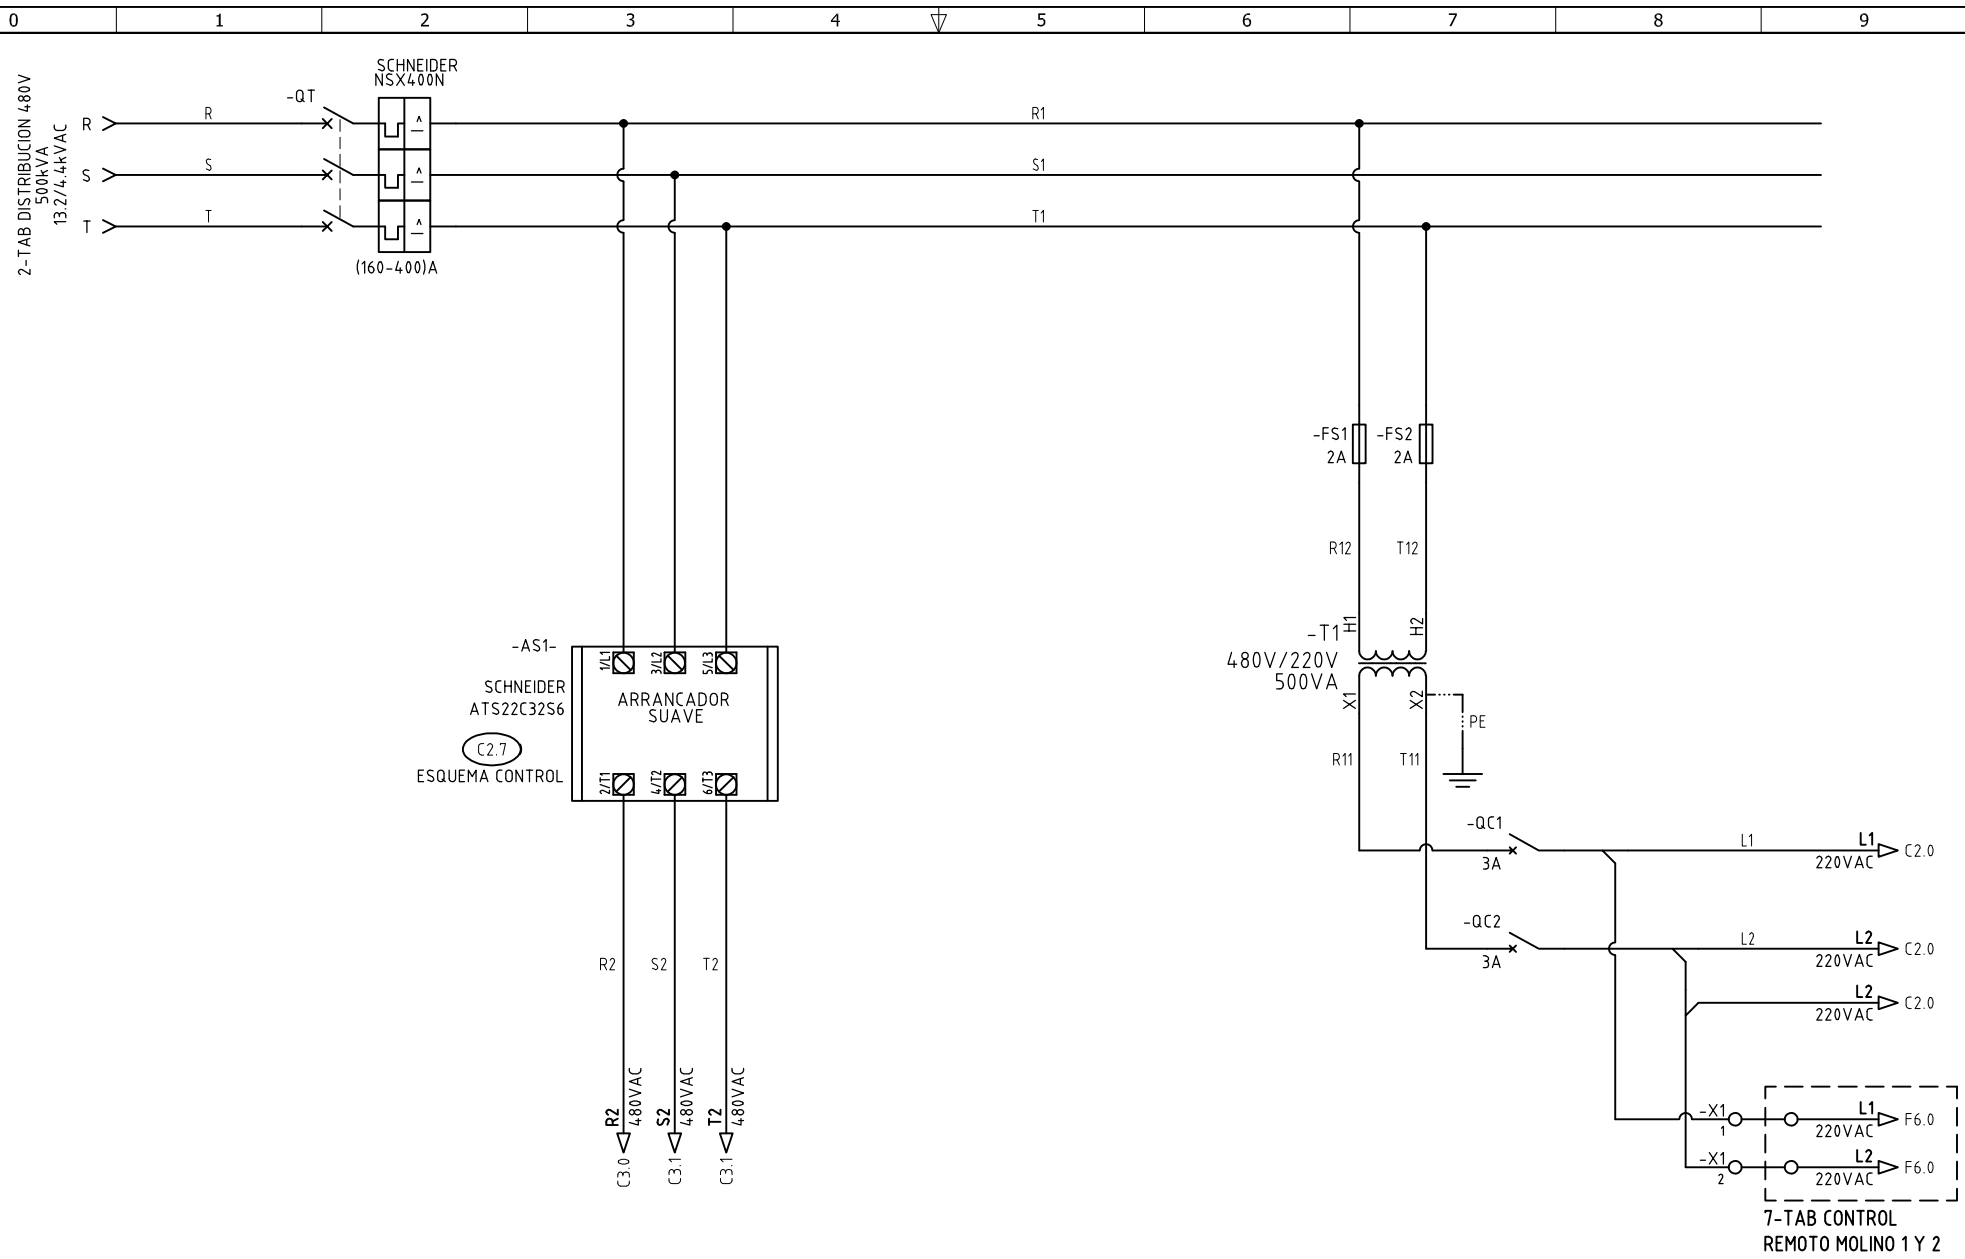 0 1 2 3 4 5 6 7 8 9
2-TAB DISTRIBUCION 480V
500kVA
13.2/4.4kVAC
R
S
T
R
S
T
-QT
SCHNEIDER
NSX400N
(160-400)A
R1
S1
T1
-FS1
2A
-FS2
2A
R12
T12
H1
H2
-T1
480V/220V
500VA
X1
X2
PE
R11
T11
-AS1-
SCHNEIDER
ATS22C32S6
C2.7
ESQUEMA CONTROL
1/L1
3/L2
5/L3
ARRANCADOR
SUAVE
2/T1
4/T2
6/T3
R2
S2
T2
R2
480VAC
C3.0
S2
480VAC
C3.1
T2
480VAC
C3.1
-QC1
3A
L1
L1
220VAC
C2.0
-QC2
3A
L2
L2
220VAC
C2.0
L2
220VAC
C2.0
-X1
1
L1
220VAC
F6.0
-X1
2
L2
220VAC
F6.0
7-TAB CONTROL
REMOTO MOLINO 1 Y 2